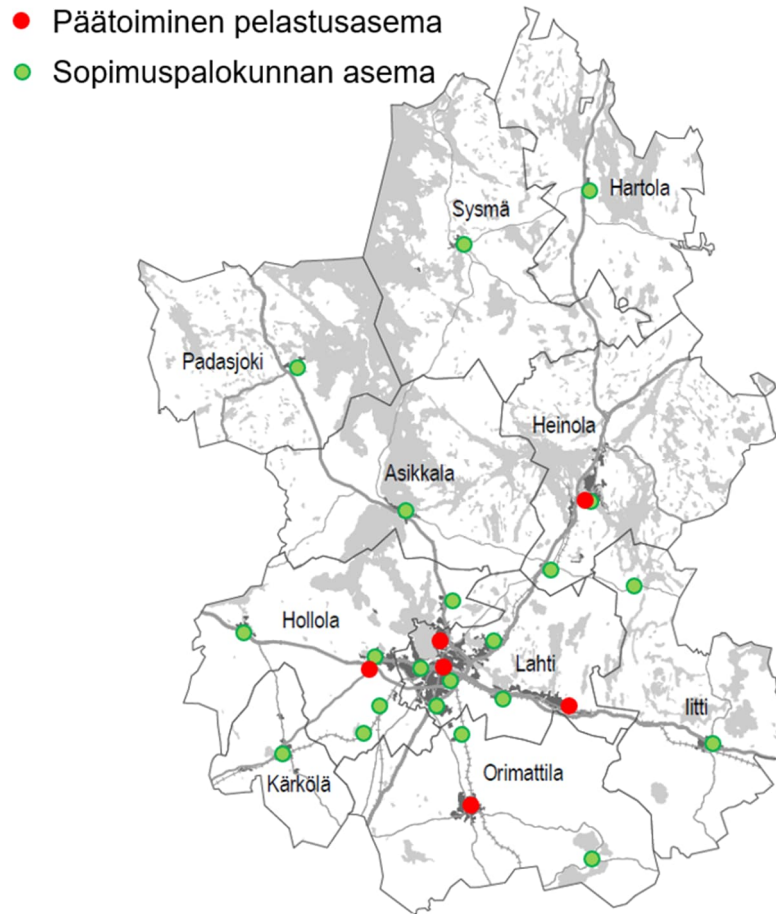 Päätoiminen pelastusasema
Sopimuspalokunnan asema
Hartola
Sysmä
Padasjoki
Heinola
Asikkala
Hollola
Lahti
Iitti
Orimattila
Kärkölä